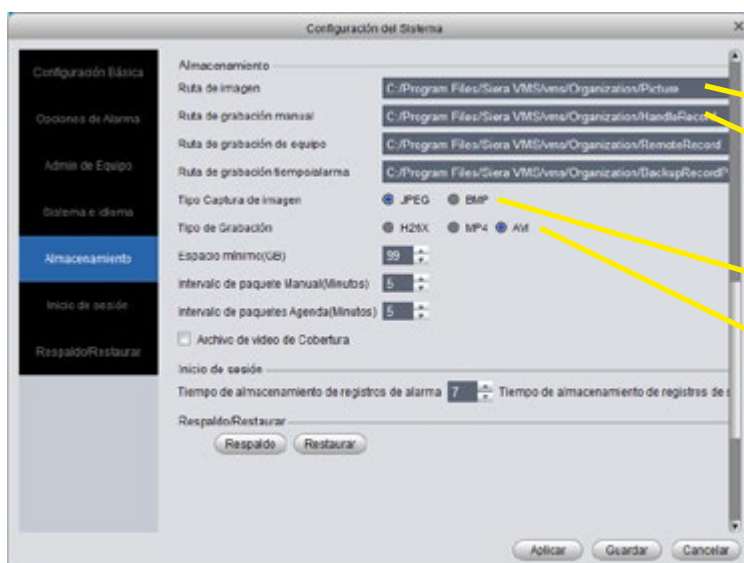 Configuración del Sistema
Configuración Básica
Opciones de Alarma
Admin de Equipo
Sistema e idioma
Almacenamiento
Inicio de sesión
Respaldo/Restaurar
Almacenamiento
Ruta de imagen C:/Program Files/Siera VMS/vms/Organization/Picture
Ruta de grabación manual C:/Program Files/Siera VMS/vms/Organization/HandleRecord
Ruta de grabación de equipo C:/Program Files/Siera VMS/vms/Organization/RemoteRecord
Ruta de grabación tiempo/alarma C:/Program Files/Siera VMS/vms/Organization/BackupRecord
Tipo Captura de imagen JPEG BMP
Tipo de Grabación H26X MP4 AVI
Espacio mínimo(GB) 99
Intervalo de paquete Manual(Minutos) 5
Intervalo de paquetes Agenda(Minutos) 5
Archivo de video de Cobertura
Inicio de sesión
Tiempo de almacenamiento de registros de alarma 7 Tiempo de almacenamiento de registros de
Respaldo/Restaurar
Respaldo Restaurar
Aplicar Guardar Cancelar